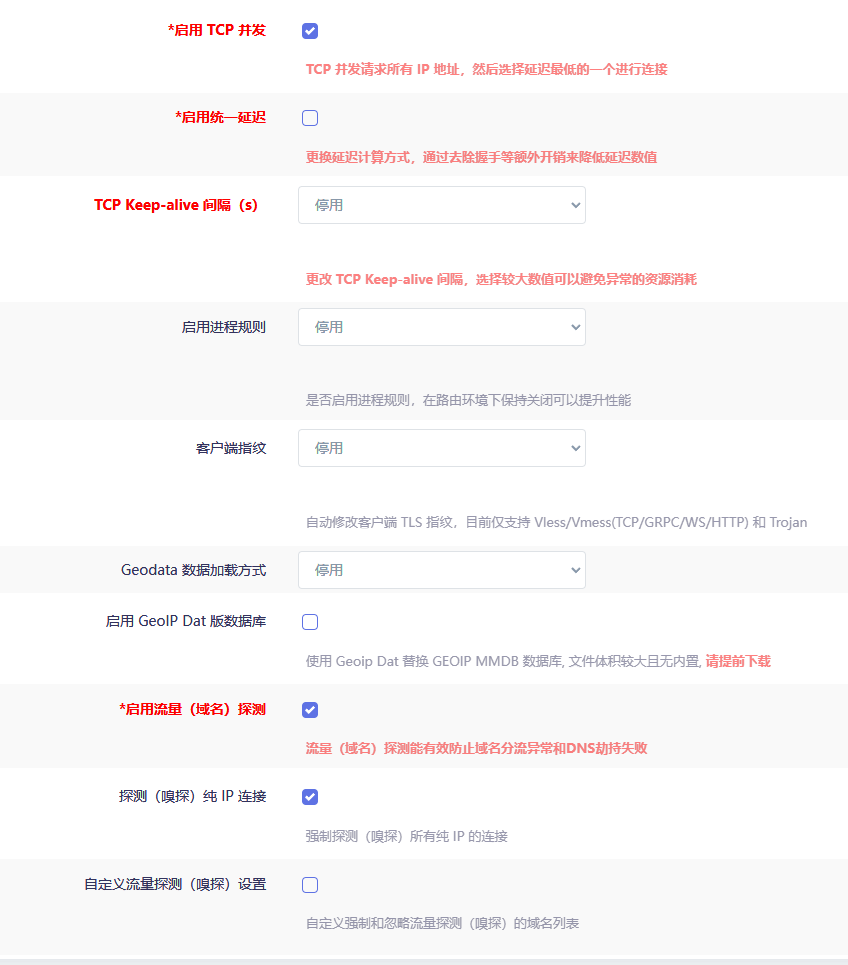 *启用 TCP 并发
TCP 并发请求所有 IP 地址，然后选择延迟最低的一个进行连接
*启用统一延迟
更换延迟计算方式，通过去除握手等额外开销来降低延迟数值
TCP Keep-alive 间隔（s）
停用
更改 TCP Keep-alive 间隔，选择较大数值可以避免异常的资源消耗
启用进程规则
停用
是否启用进程规则，在路由环境下保持关闭可以提升性能
客户端指纹
停用
自动修改客户端 TLS 指纹，目前仅支持 Vless/Vmess(TCP/GRPC/WS/HTTP) 和 Trojan
Geodata 数据加载方式
停用
启用 GeoIP Dat 版数据库
使用 Geoip Dat 替换 GEOIP MMDB 数据库, 文件体积较大且无内置, 请提前下载
*启用流量（域名）探测
流量（域名）探测能有效防止域名分流异常和DNS劫持失败
探测（嗅探）纯 IP 连接
强制探测（嗅探）所有纯 IP 的连接
自定义流量探测（嗅探）设置
自定义强制和忽略流量探测（嗅探）的域名列表